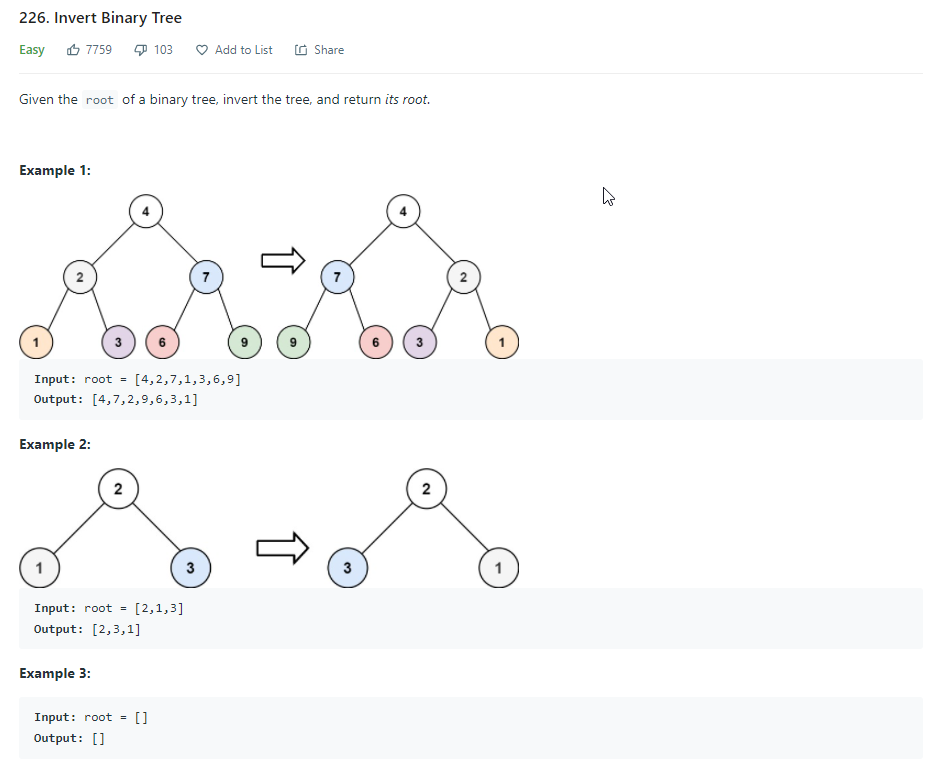 226. Invert Binary Tree
Easy 7759 103 Add to List Share
Given the root of a binary tree, invert the tree, and return its root.
Example 1:
4 4
2 7 7 2
1 3 6 9 9 6 3 1
Input: root = [4,2,7,1,3,6,9]
Output: [4,7,2,9,6,3,1]
Example 2:
2 2
1 3 3 1
Input: root = [2,1,3]
Output: [2,3,1]
Example 3:
Input: root = []
Output: []